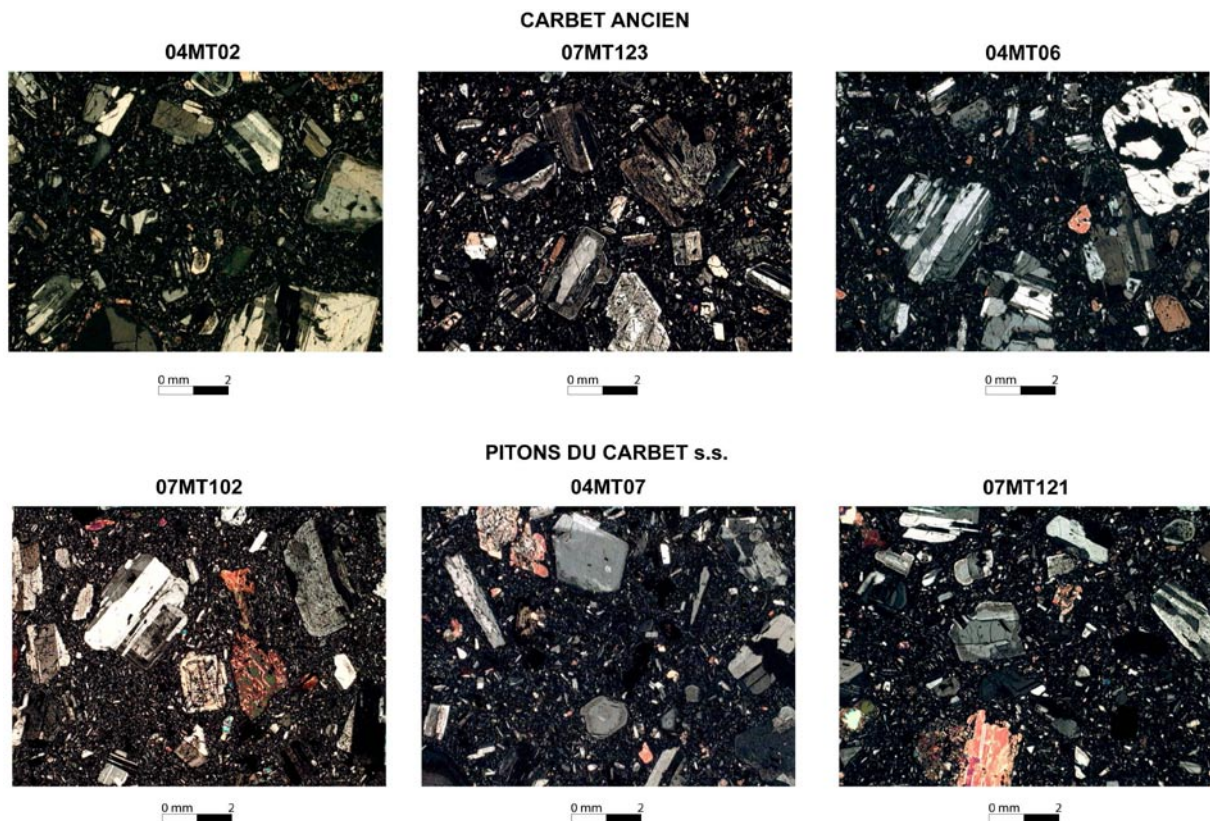 CARBET ANCIEN
04MT02 07MT123 04MT06
0 mm 2 0 mm 2 0 mm 2
PITONS DU CARBET s.s.
07MT102 04MT07 07MT121
0 mm 2 0 mm 2 0 mm 2